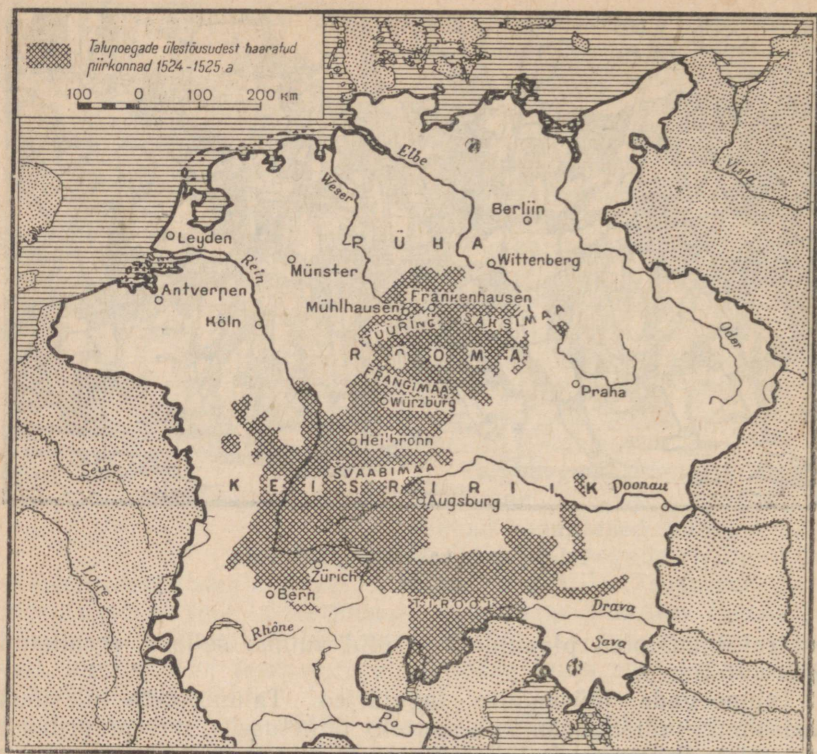 Talupoegade ülestõusudest haaratud
piirkonnad 1524-1525 a
100 0 100 200 км
Elbe
Visla
Weser
Berliin
Leyden
PÜHA
Rein
Münster
Wittenberg
Antverpen
Mühlhausen
Frankenhausen
Köln
TÜÜRING
SAKSIMAA
Oder
ROOMA
FRANGIMAA
Praha
Würzburg
Heilbronn
Seine
SVAABIMAA
KEISRIRIIK
Doonau
Augsburg
Loire
Zürich
Bern
TIROOL
Drava
Rhône
Sava
Po